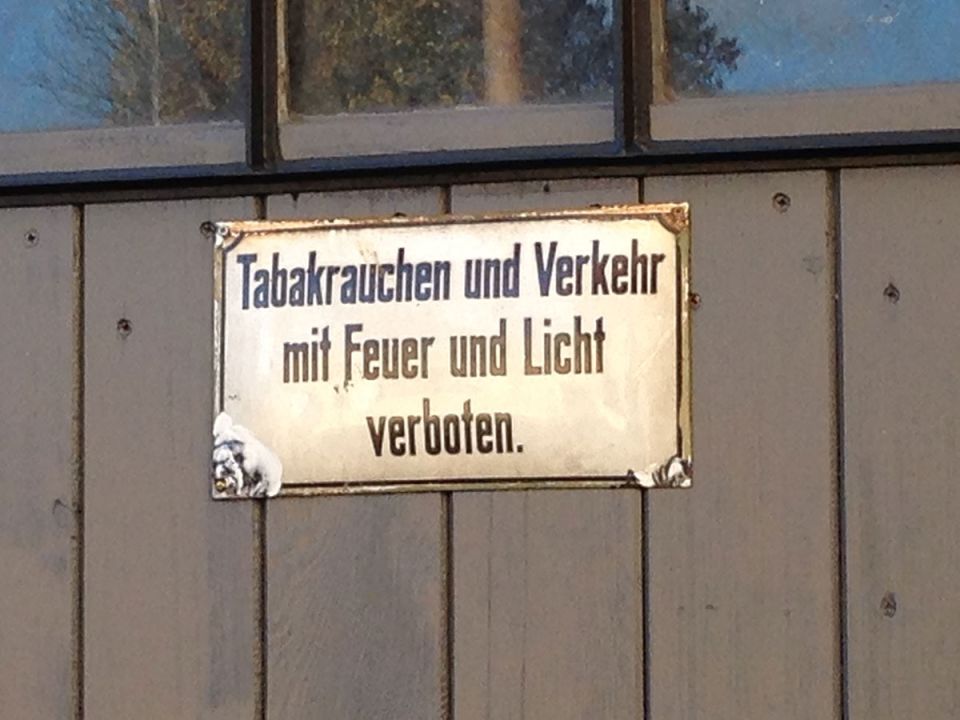 Tabakrauchen und Verkehr
mit Feuer und Licht
verboten.